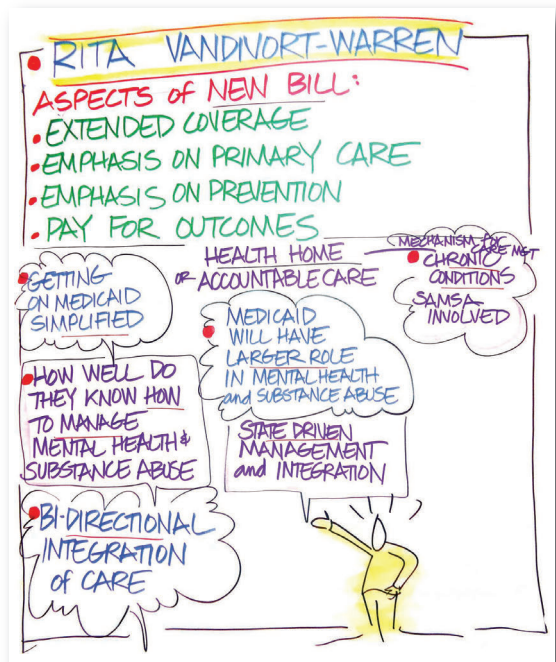 • RITA VANDIVORT-WARREN
ASPECTS of NEW BILL:
• EXTENDED COVERAGE
• EMPHASIS ON PRIMARY CARE
• EMPHASIS ON PREVENTION
• PAY FOR OUTCOMES
HEALTH HOME
or ACCOUNTABLE CARE
MECHANISM for
CARE MGT
• CHRONIC
CONDITIONS
SAMSA
INVOLVED
• GETTING
ON MEDICAID
SIMPLIFIED
• MEDICAID
WILL HAVE
LARGER ROLE
IN MENTAL HEALTH
and SUBSTANCE ABUSE
• HOW WELL DO
THEY KNOW HOW
TO MANAGE
MENTAL HEALTH &
SUBSTANCE ABUSE
STATE DRIVEN
MANAGEMENT
and INTEGRATION
• BI-DIRECTIONAL
INTEGRATION
of CARE